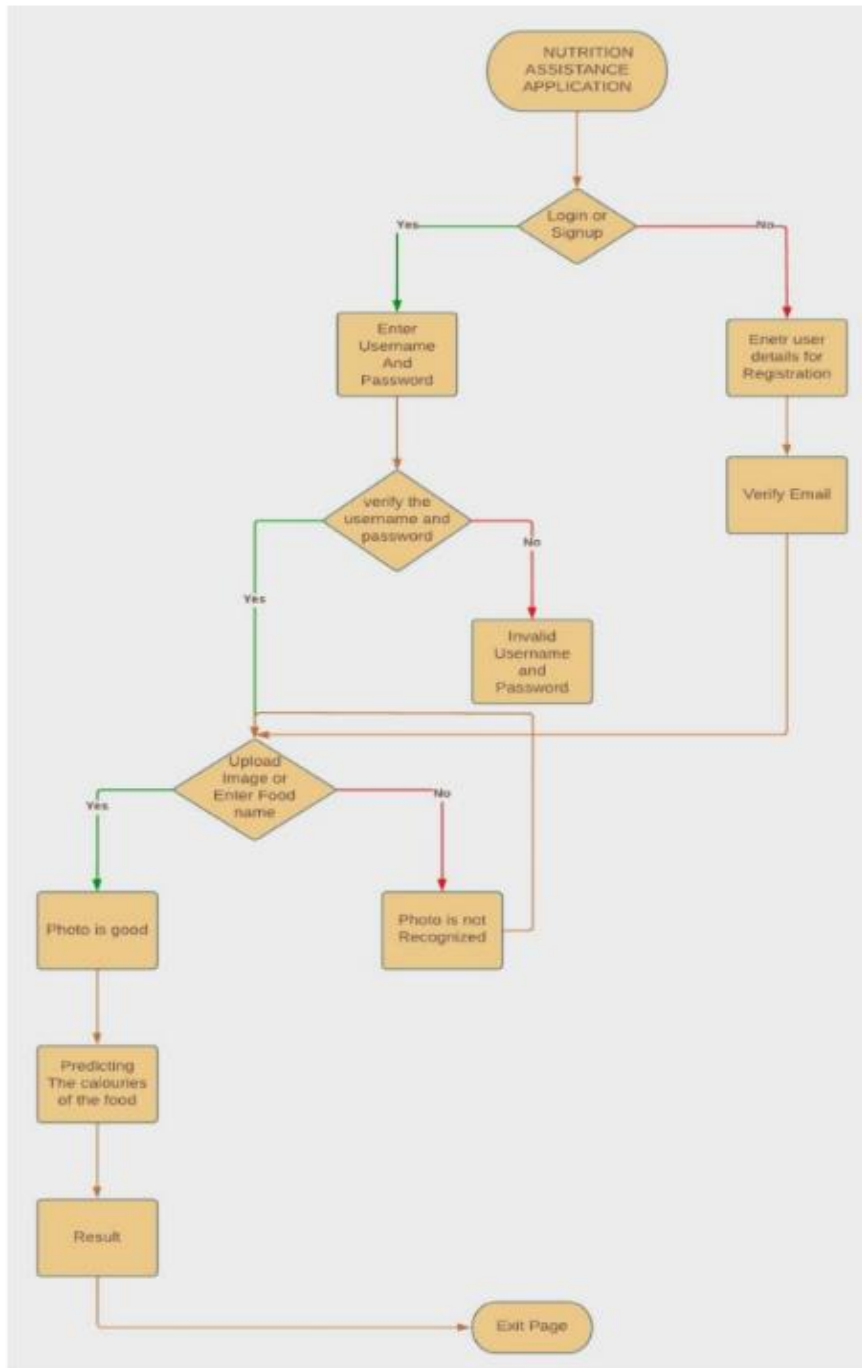 NUTRITION
ASSISTANCE
APPLICATION
Login or
Signup
Yes
No
Enter
Username
And
Password
Enetr user
details for
Registration
verify the
username and
password
Verify Email
No
Yes
Invalid
Username
and
Password
Upload
Image or
Enter Food
name
Yes
No
Photo is good
Photo is not
Recognized
Predicting
The calouries
of the food
Result
Exit Page